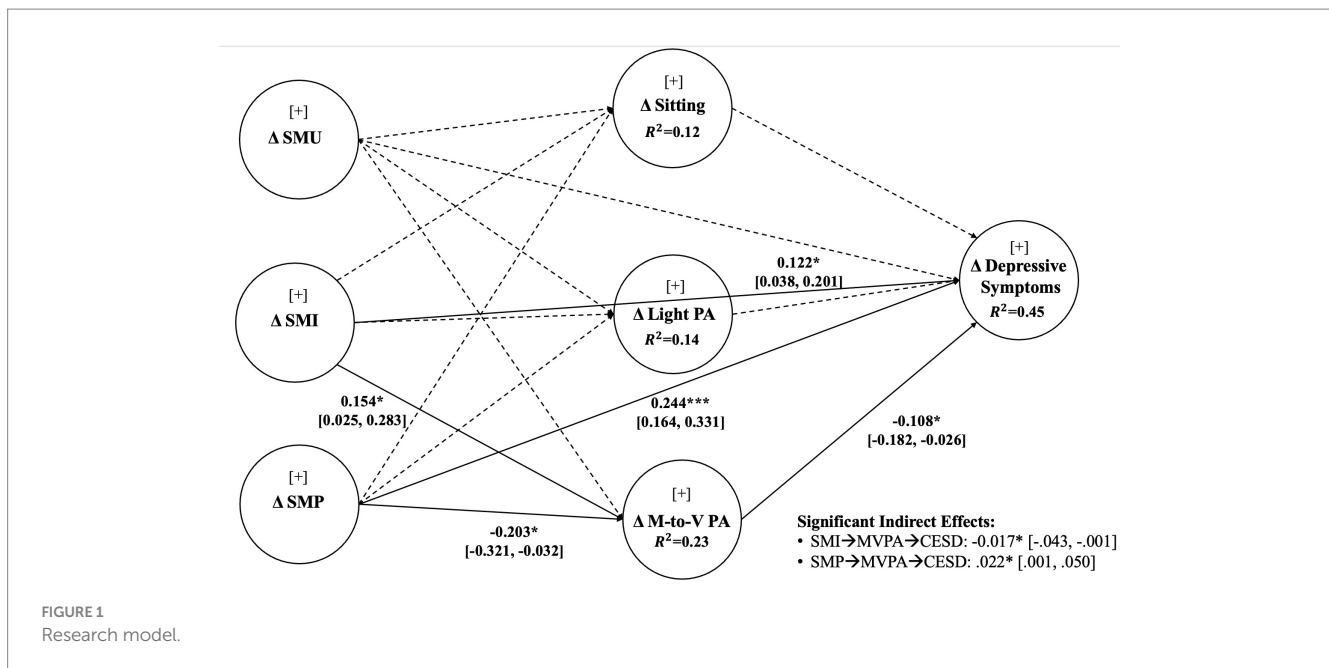 [+]
Δ SMU
[+]
Δ SMI
[+]
Δ SMP
[+]
Δ Sitting
R²=0.12
[+]
Δ Light PA
R²=0.14
[+]
Δ M-to-V PA
R²=0.23
[+]
Δ Depressive
Symptoms
R²=0.45
0.122*
[0.038, 0.201]
0.154*
[0.025, 0.283]
0.244***
[0.164, 0.331]
-0.203*
[-0.321, -0.032]
-0.108*
[-0.182, -0.026]
Significant Indirect Effects:
• SMI→MVPA→CESD: -0.017* [-.043, -.001]
• SMP→MVPA→CESD: .022* [.001, .050]
FIGURE 1
Research model.